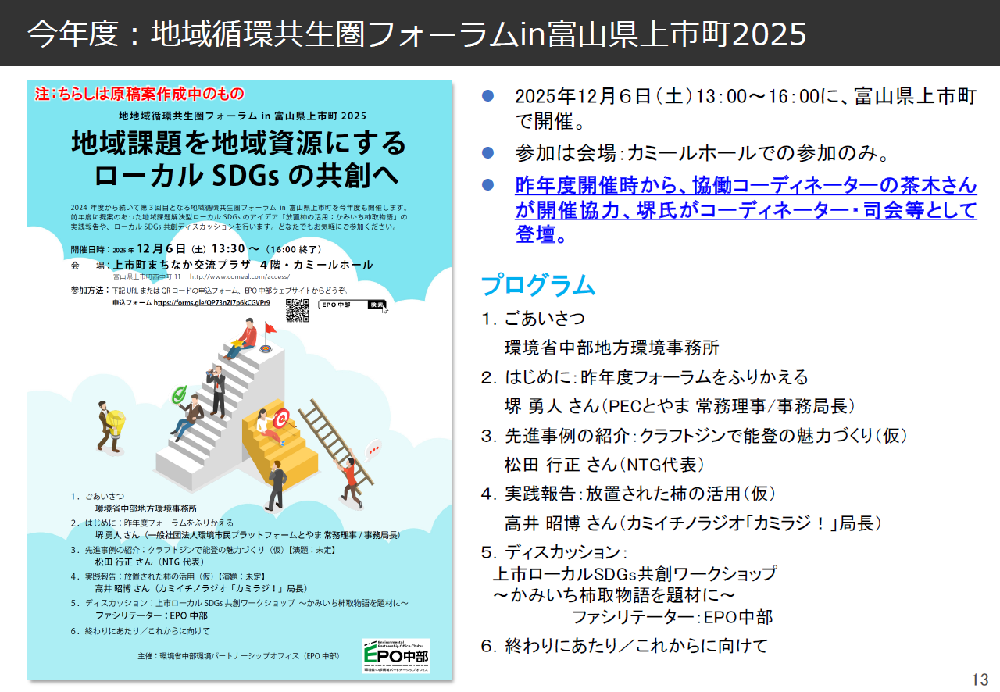 今年度：地域循環共生圏フォーラムin富山県上市町2025
注：ちらしは原稿案作成中のもの
地地域循環共生圏フォーラム in 富山県上市町 2025
地域課題を地域資源にする
ローカル SDGs の共創へ
2024 年度から続いて第３回目となる地域循環共生圏フォーラム in 富山県上市町を今年度も開催します。
前年度に提案のあった地域課題解決型ローカル SDGs のアイデア「放置柿の活用；かみいち柿取物語」の
実践報告や、ローカル SDGs 共創ディスカッションを行います。どなたでもお気軽にご参加ください。
開催日時：2025 年 12 月 6 日（土）13:30 ～（16:00 終了）
会　場：上市町まちなか交流プラザ　４階・カミールホール
富山県上市町西中町 11　http://www.comeal.com/access/
参加方法：下記 URL または QR コードの申込フォーム、EPO 中部ウェブサイトからどうぞ。
申込フォーム https://forms.gle/QP73nZi7p6kCGVPr9
EPO 中部 検索
1．ごあいさつ
環境省中部地方環境事務所
2．はじめに：昨年度フォーラムをふりかえる
堺 勇人 さん（一般社団法人環境市民プラットフォームとやま 常務理事 / 事務局長）
3．先進事例の紹介：クラフトジンで能登の魅力づくり（仮）【演題：未定】
松田 行正 さん（NTG 代表）
4．実践報告：放置された柿の活用（仮）【演題：未定】
高井 昭博 さん（カミイチノラジオ「カミラジ！」局長）
5．ディスカッション：上市ローカル SDGs 共創ワークショップ ～かみいち柿取物語を題材に～
ファシリテーター：EPO 中部
6．終わりにあたり／これからに向けて
主催：環境省中部環境パートナーシップオフィス（EPO 中部）
Environmental
Partnership Office Chubu
EPO中部
環境省中部環境パートナーシップオフィス
● 2025年12月６日（土）13：00～16：00に、富山県上市町
で開催。
● 参加は会場：カミールホールでの参加のみ。
● 昨年度開催時から、協働コーディネーターの茶木さん
が開催協力、堺氏がコーディネーター・司会等として
登壇。
プログラム
1．ごあいさつ
環境省中部地方環境事務所
2．はじめに：昨年度フォーラムをふりかえる
堺 勇人 さん（PECとやま 常務理事/事務局長）
3．先進事例の紹介：クラフトジンで能登の魅力づくり（仮）
松田 行正 さん（NTG代表）
4．実践報告：放置された柿の活用（仮）
高井 昭博 さん（カミイチノラジオ「カミラジ！」局長）
5．ディスカッション：
上市ローカルSDGs共創ワークショップ
～かみいち柿取物語を題材に～
ファシリテーター：EPO中部
6．終わりにあたり／これからに向けて
13